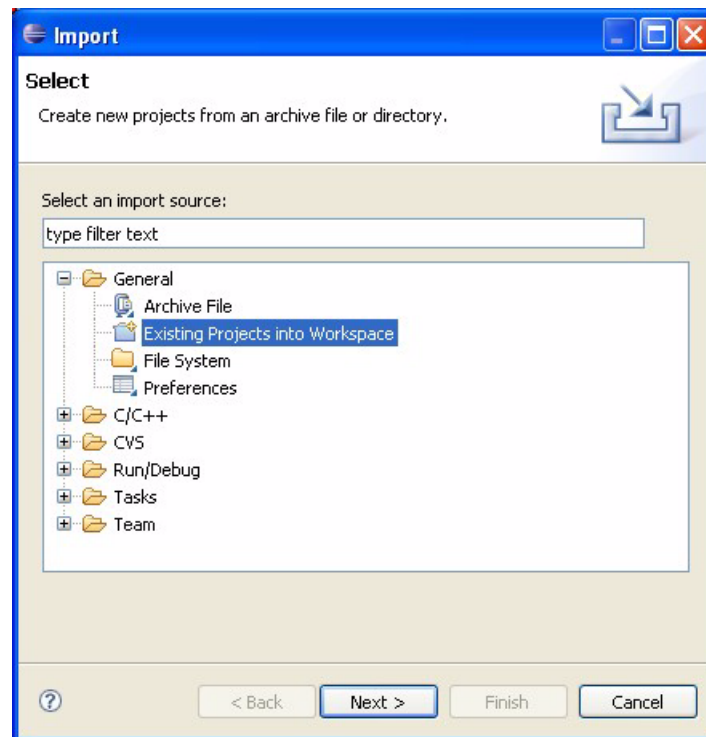 Import
Select
Create new projects from an archive file or directory.
Select an import source:
type filter text
General
Archive File
Existing Projects into Workspace
File System
Preferences
C/C++
CVS
Run/Debug
Tasks
Team
< Back Next > Finish Cancel